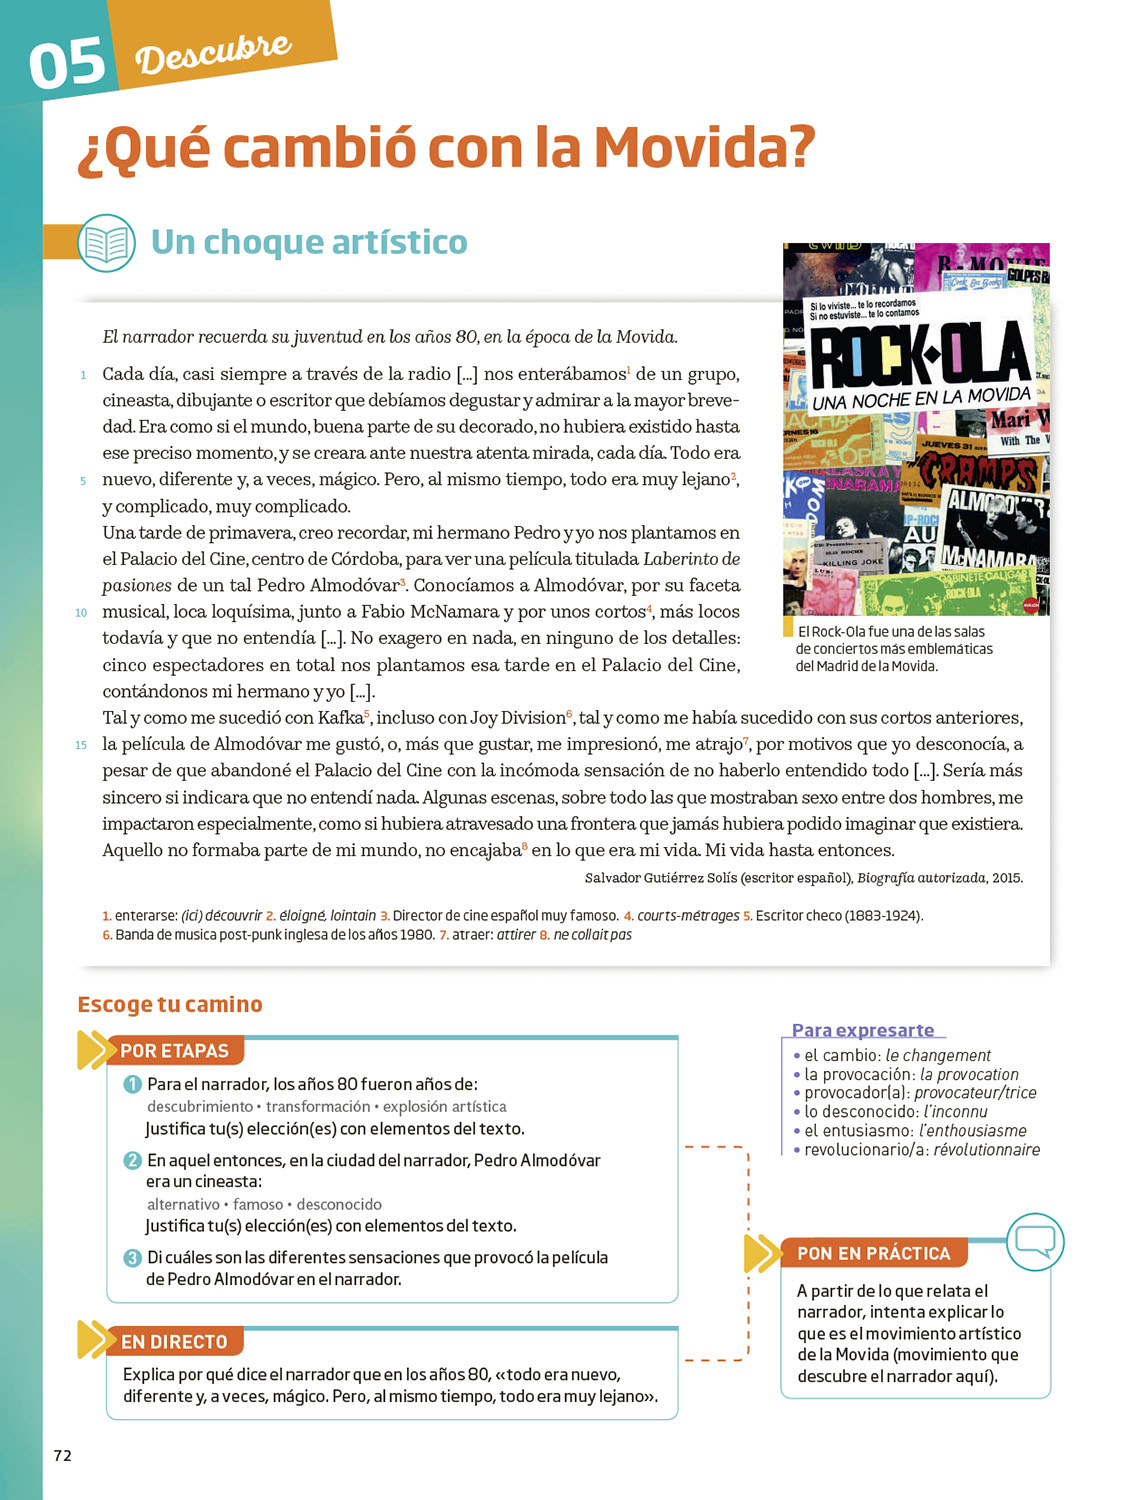 05 Descubre
¿Qué cambió con la Movida?
Un choque artístico
El narrador recuerda su juventud en los años 80, en la época de la Movida.
1 Cada día, casi siempre a través de la radio [...] nos enterábamos1 de un grupo,
cineasta, dibujante o escritor que debíamos degustar y admirar a la mayor breve-
dad. Era como si el mundo, buena parte de su decorado, no hubiera existido hasta
ese preciso momento, y se creara ante nuestra atenta mirada, cada día. Todo era
5 nuevo, diferente y, a veces, mágico. Pero, al mismo tiempo, todo era muy lejano2,
y complicado, muy complicado.
Una tarde de primavera, creo recordar, mi hermano Pedro y yo nos plantamos en
el Palacio del Cine, centro de Córdoba, para ver una película titulada Laberinto de
pasiones de un tal Pedro Almodóvar3. Conocíamos a Almodóvar, por su faceta
10 musical, loca loquísima, junto a Fabio McNamara y por unos cortos4, más locos
todavía y que no entendía [...]. No exagero en nada, en ninguno de los detalles:
cinco espectadores en total nos plantamos esa tarde en el Palacio del Cine,
contándonos mi hermano y yo [...].
Tal y como me sucedió con Kafka5, incluso con Joy Division6, tal y como me había sucedido con sus cortos anteriores,
15 la película de Almodóvar me gustó, o, más que gustar, me impresionó, me atrajo7, por motivos que yo desconocía, a
pesar de que abandoné el Palacio del Cine con la incómoda sensación de no haberlo entendido todo [...]. Sería más
sincero si indicara que no entendí nada. Algunas escenas, sobre todo las que mostraban sexo entre dos hombres, me
impactaron especialmente, como si hubiera atravesado una frontera que jamás hubiera podido imaginar que existiera.
Aquello no formaba parte de mi mundo, no encajaba8 en lo que era mi vida. Mi vida hasta entonces.
Salvador Gutiérrez Solís (escritor español), Biografía autorizada, 2015.
1. enterarse: (ici) découvrir 2. éloigné, lointain 3. Director de cine español muy famoso. 4. courts-métrages 5. Escritor checo (1883-1924).
6. Banda de musica post-punk inglesa de los años 1980. 7. atraer: attirer 8. ne collait pas
B-MOVIE
GOLPES B
Si lo viviste... te lo recordamos
Si no estuviste... te lo contamos
ROCK-OLA
UNA NOCHE EN LA MOVIDA
Mari W
With The
JUEVES 31
CRAMPS
ALASKA Y
DINARAMA
ALMODOVAR
McNAMARA
KILLING JOKE
GABINETE CALIGARI
ROCK-OLA
El Rock-Ola fue una de las salas
de conciertos más emblemáticas
del Madrid de la Movida.
Escoge tu camino
POR ETAPAS
1 Para el narrador, los años 80 fueron años de:
descubrimiento • transformación • explosión artística
Justifica tu(s) elección(es) con elementos del texto.
2 En aquel entonces, en la ciudad del narrador, Pedro Almodóvar
era un cineasta:
alternativo • famoso • desconocido
Justifica tu(s) elección(es) con elementos del texto.
3 Di cuáles son las diferentes sensaciones que provocó la película
de Pedro Almodóvar en el narrador.
EN DIRECTO
Explica por qué dice el narrador que en los años 80, «todo era nuevo,
diferente y, a veces, mágico. Pero, al mismo tiempo, todo era muy lejano».
Para expresarte
• el cambio: le changement
• la provocación: la provocation
• provocador(a): provocateur/trice
• lo desconocido: l'inconnu
• el entusiasmo: l'enthousiasme
• revolucionario/a: révolutionnaire
PON EN PRÁCTICA
A partir de lo que relata el
narrador, intenta explicar lo
que es el movimiento artístico
de la Movida (movimiento que
descubre el narrador aquí).
72